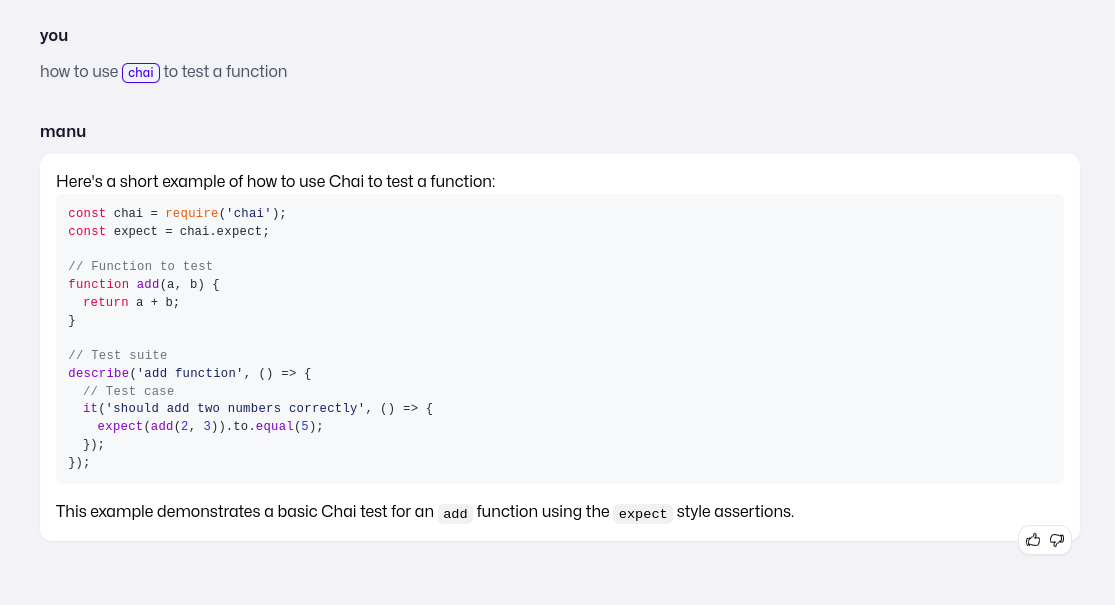 you
how to use chai to test a function
manu
Here's a short example of how to use Chai to test a function:
const chai = require('chai');
const expect = chai.expect;
// Function to test
function add(a, b) {
  return a + b;
}
// Test suite
describe('add function', () => {
  // Test case
  it('should add two numbers correctly', () => {
    expect(add(2, 3)).to.equal(5);
  });
});
This example demonstrates a basic Chai test for an add function using the expect style assertions.